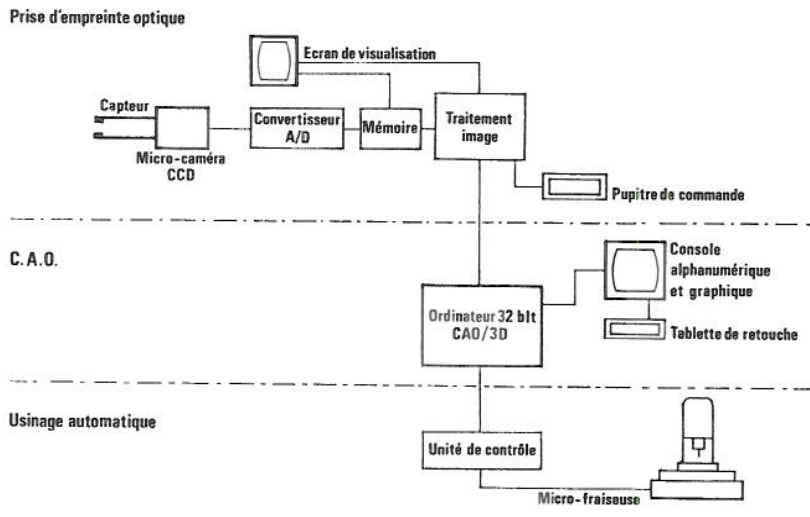 Prise d'empreinte optique
Ecran de visualisation
Capteur
Convertisseur
A/D
Mémoire
Traitement
image
Micro-caméra
CCD
Pupitre de commande
C.A.O.
Console
alphanumérique
et graphique
Ordinateur 32 bit
CAO/3D
Tablette de retouche
Usinage automatique
Unité de contrôle
Micro-fraiseuse